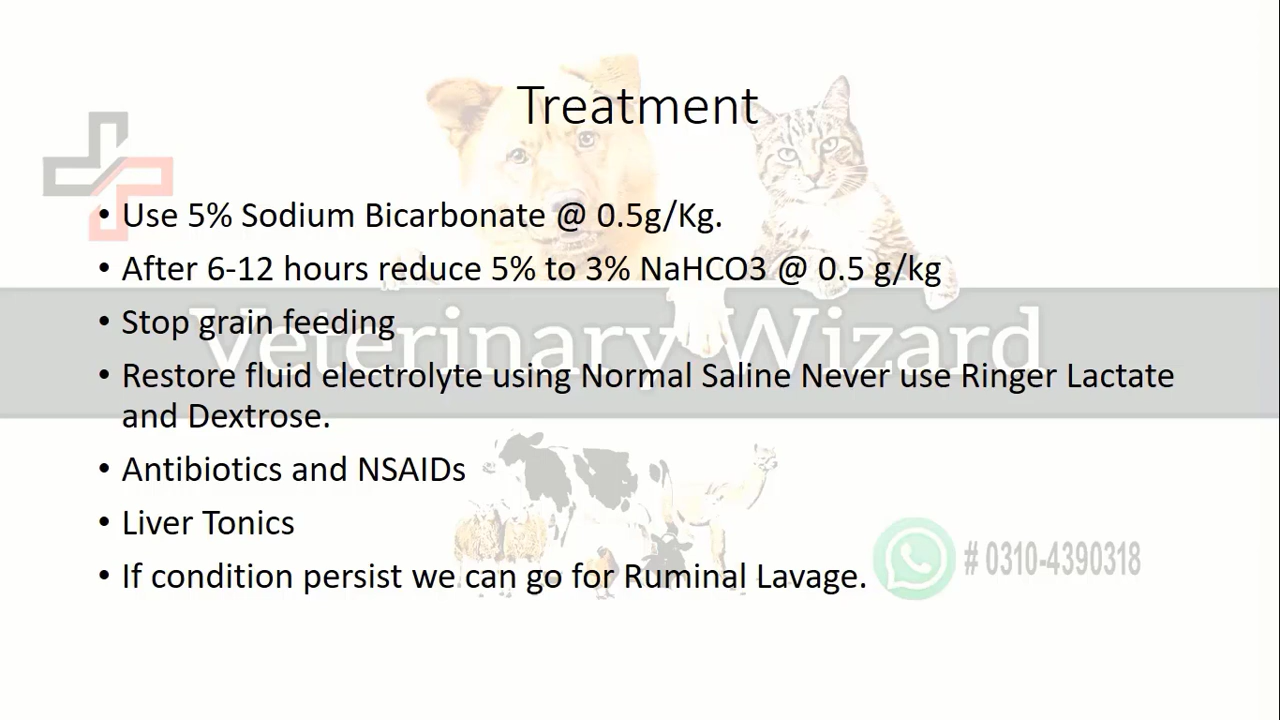 Treatment
• Use 5% Sodium Bicarbonate @ 0.5g/Kg.
• After 6-12 hours reduce 5% to 3% NaHCO3 @ 0.5 g/kg
• Stop grain feeding
Veterinary Wizard
• Restore fluid electrolyte using Normal Saline Never use Ringer Lactate
and Dextrose.
• Antibiotics and NSAIDs
• Liver Tonics
# 0310-4390318
• If condition persist we can go for Ruminal Lavage.